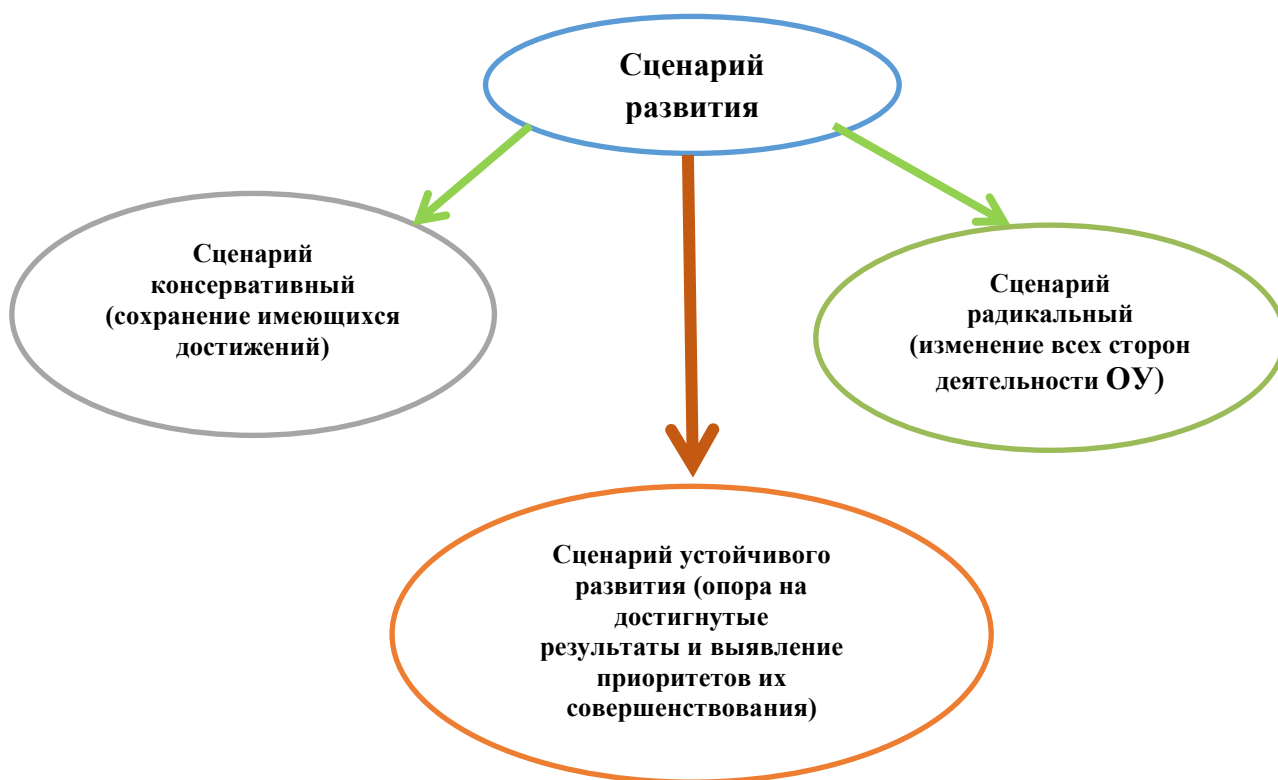 Сценарий
развития
Сценарий
консервативный
(сохранение имеющихся
достижений)
Сценарий
радикальный
(изменение всех сторон
деятельности ОУ)
Сценарий устойчивого
развития (опора на
достигнутые
результаты и выявление
приоритетов их
совершенствования)